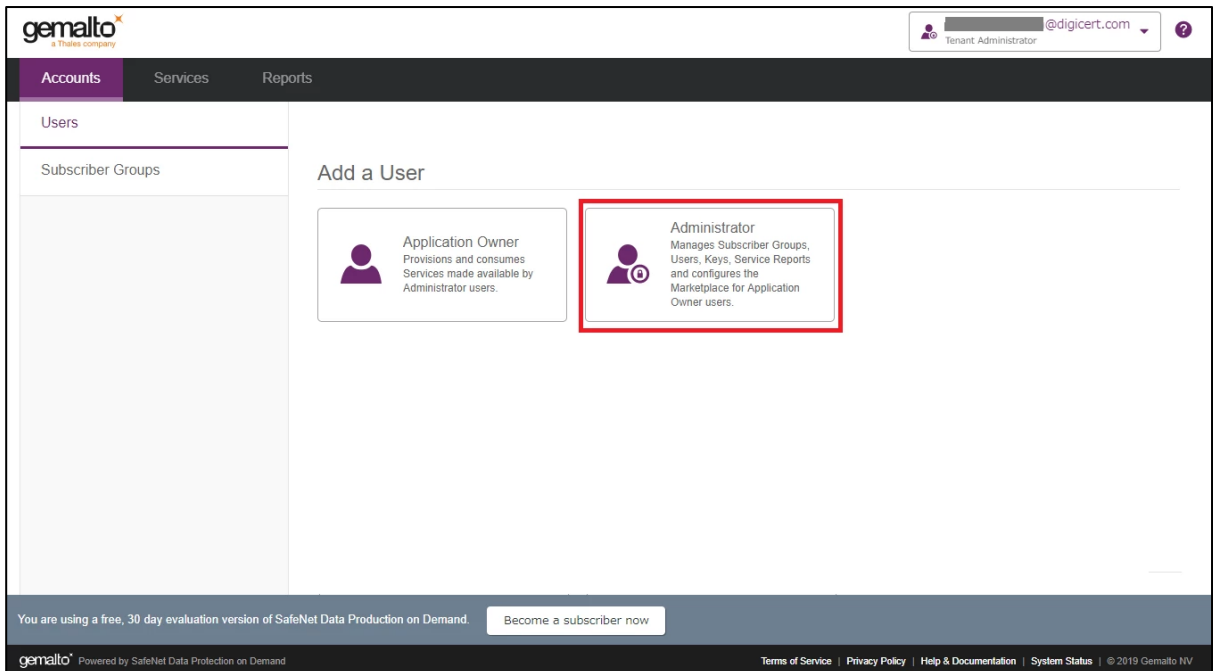 gemalto
a Thales company
@digicert.com
Tenant Administrator
?
Accounts Services Reports
Users
Subscriber Groups
Add a User
Application Owner
Provisions and consumes
Services made available by
Administrator users.
Administrator
Manages Subscriber Groups,
Users, Keys, Service Reports
and configures the
Marketplace for Application
Owner users.
You are using a free, 30 day evaluation version of SafeNet Data Production on Demand.
Become a subscriber now
gemalto Powered by SafeNet Data Protection on Demand
Terms of Service | Privacy Policy | Help & Documentation | System Status | © 2019 Gemalto NV